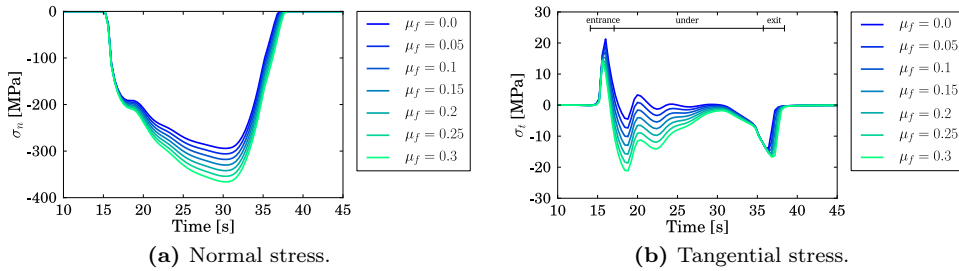 0
-100
-200
-300
-400
σn [MPa]
10 15 20 25 30 35 40 45
Time [s]
μf = 0.0
μf = 0.05
μf = 0.1
μf = 0.15
μf = 0.2
μf = 0.25
μf = 0.3
(a) Normal stress.
entrance under exit
30
20
10
0
-10
-20
-30
σt [MPa]
10 15 20 25 30 35 40 45
Time [s]
μf = 0.0
μf = 0.05
μf = 0.1
μf = 0.15
μf = 0.2
μf = 0.25
μf = 0.3
(b) Tangential stress.